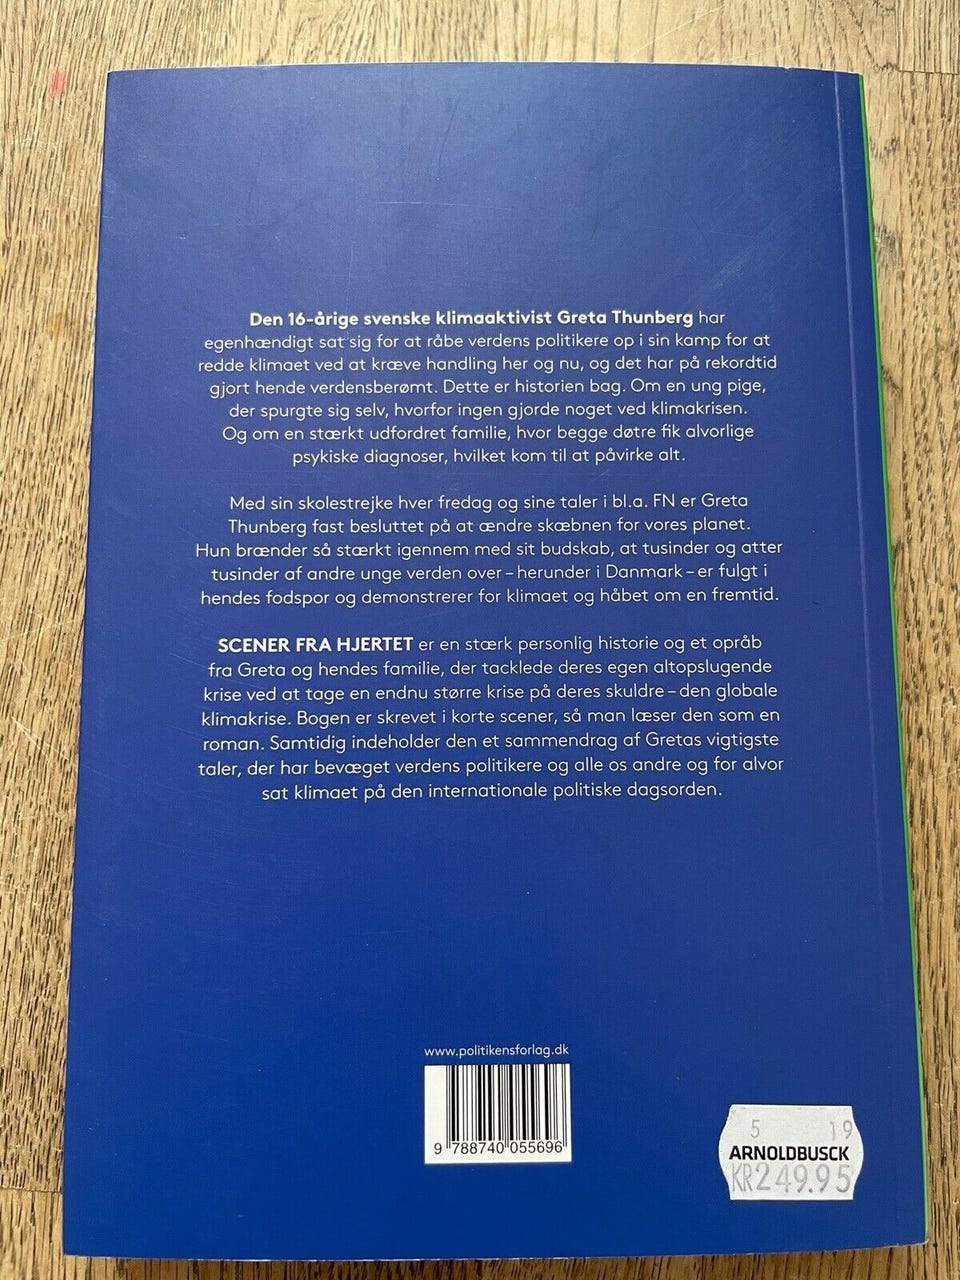 Den 16-årige svenske klimaaktivist Greta Thunberg har
egenhændigt sat sig for at råbe verdens politikere op i sin kamp for at
redde klimaet ved at kræve handling her og nu, og det har på rekordtid
gjort hende verdensberømt. Dette er historien bag. Om en ung pige,
der spurgte sig selv, hvorfor ingen gjorde noget ved klimakrisen.
Og om en stærkt udfordret familie, hvor begge døtre fik alvorlige
psykiske diagnoser, hvilket kom til at påvirke alt.
Med sin skolestrejke hver fredag og sine taler i bl.a. FN er Greta
Thunberg fast besluttet på at ændre skæbnen for vores planet.
Hun brænder så stærkt igennem med sit budskab, at tusinder og atter
tusinder af andre unge verden over – herunder i Danmark – er fulgt i
hendes fodspor og demonstrerer for klimaet og håbet om en fremtid.
SCENER FRA HJERTET er en stærk personlig historie og et opråb
fra Greta og hendes familie, der tacklede deres egen altopslugende
krise ved at tage en endnu større krise på deres skuldre – den globale
klimakrise. Bogen er skrevet i korte scener, så man læser den som en
roman. Samtidig indeholder den et sammendrag af Gretas vigtigste
taler, der har bevæget verdens politikere og alle os andre og for alvor
sat klimaet på den internationale politiske dagsorden.
www.politikensforlag.dk
9 788740 055696
5 19
ARNOLDBUSCK
KR249.95